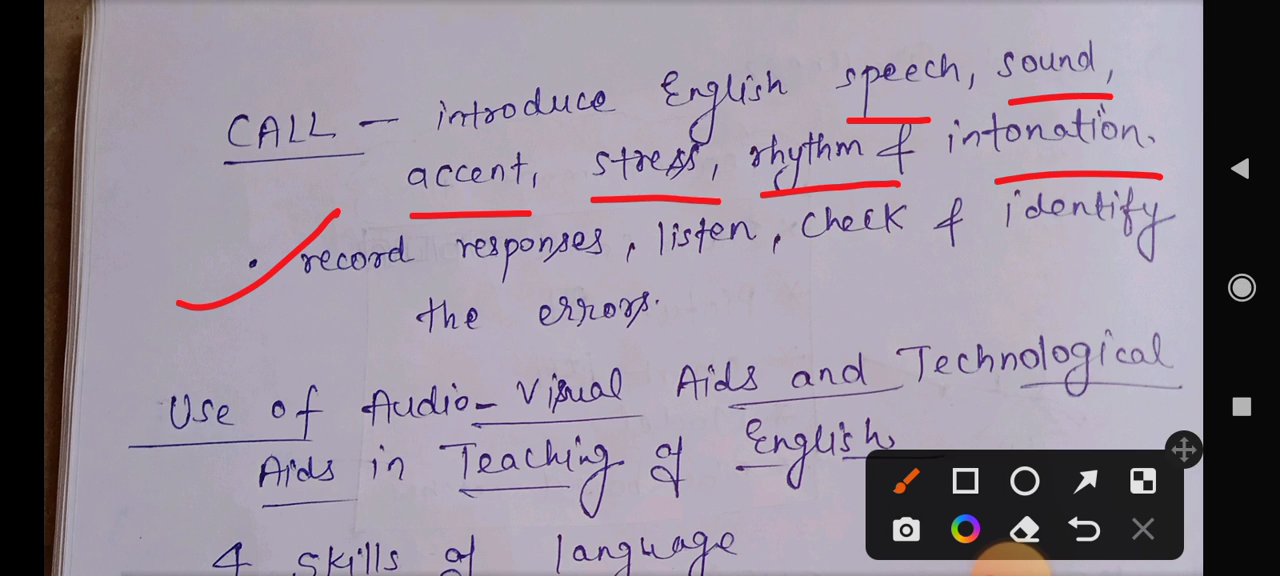 CALL – introduce English speech, sound,
accent, stress, rhythm & intonation.
• record responses, listen, check & identify
the errors.
Use of Audio-Visual Aids and Technological
Aids in Teaching of English
4 skills of language